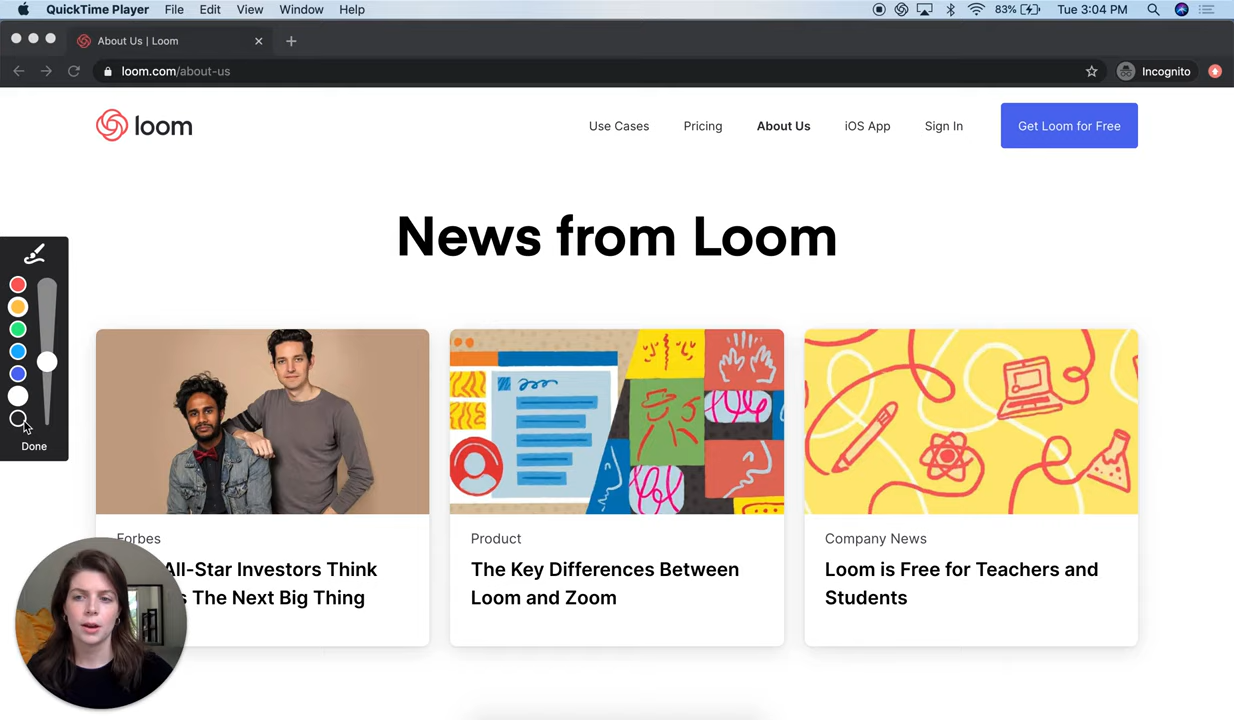 QuickTime Player File Edit View Window Help 83% Tue 3:04 PM
About Us | Loom
loom.com/about-us Incognito
loom Use Cases Pricing About Us iOS App Sign In Get Loom for Free
News from Loom
Done
Forbes
All-Star Investors Think
The Next Big Thing
Product
The Key Differences Between
Loom and Zoom
Company News
Loom is Free for Teachers and
Students